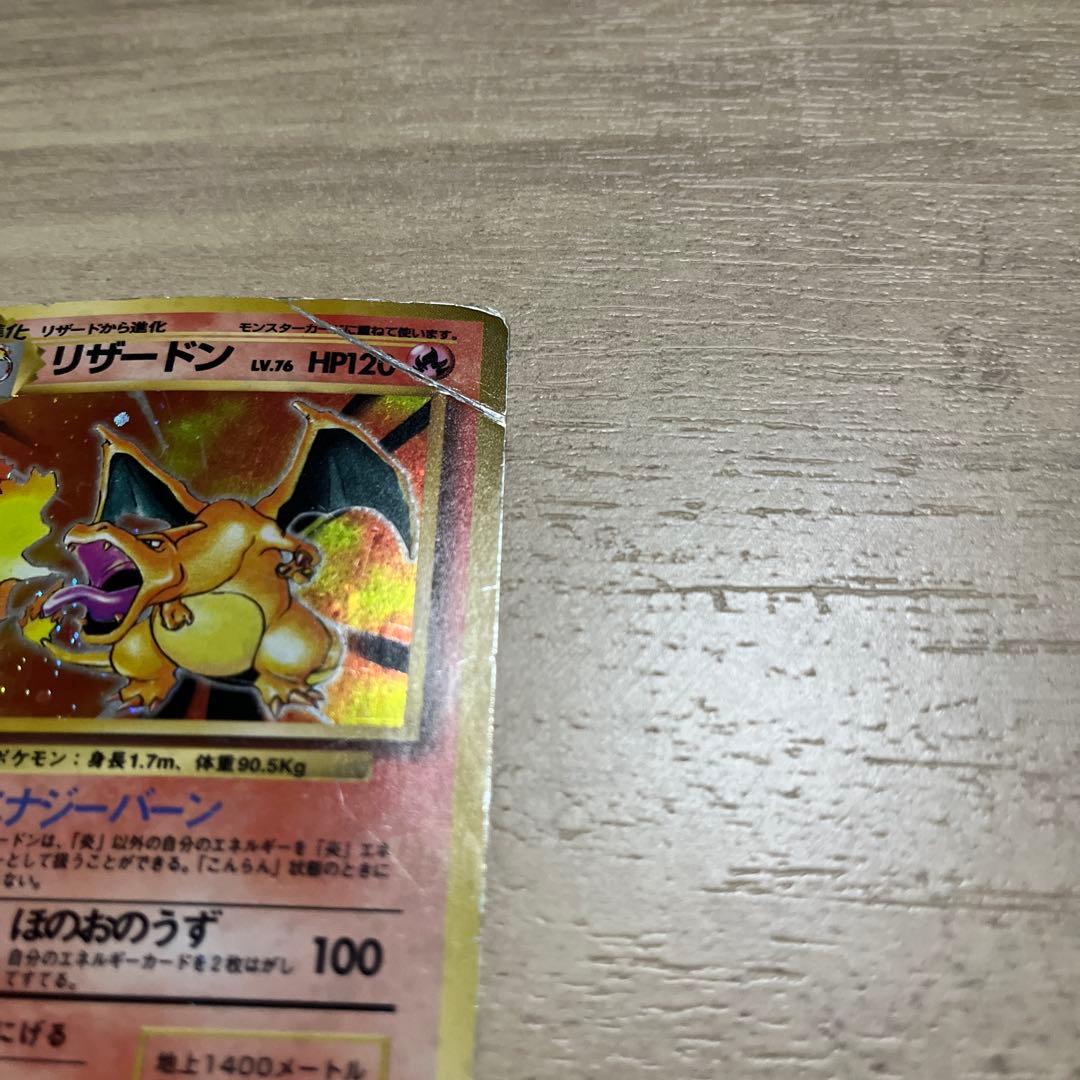 進化 リザードから進化 モンスターカードに重ねて使います。
リザードン LV.76 HP120
ポケモン：身長1.7m、体重90.5Kg
ナジーバーン
ードンは、「炎」以外の自分のエネルギーを「炎」エネ
ーとして扱うことができる。「こんらん」状態のときに
ない。
ほのおのうず 100
自分のエネルギーカードを2枚はがし
てすてる。
にげる
地上1400メートル